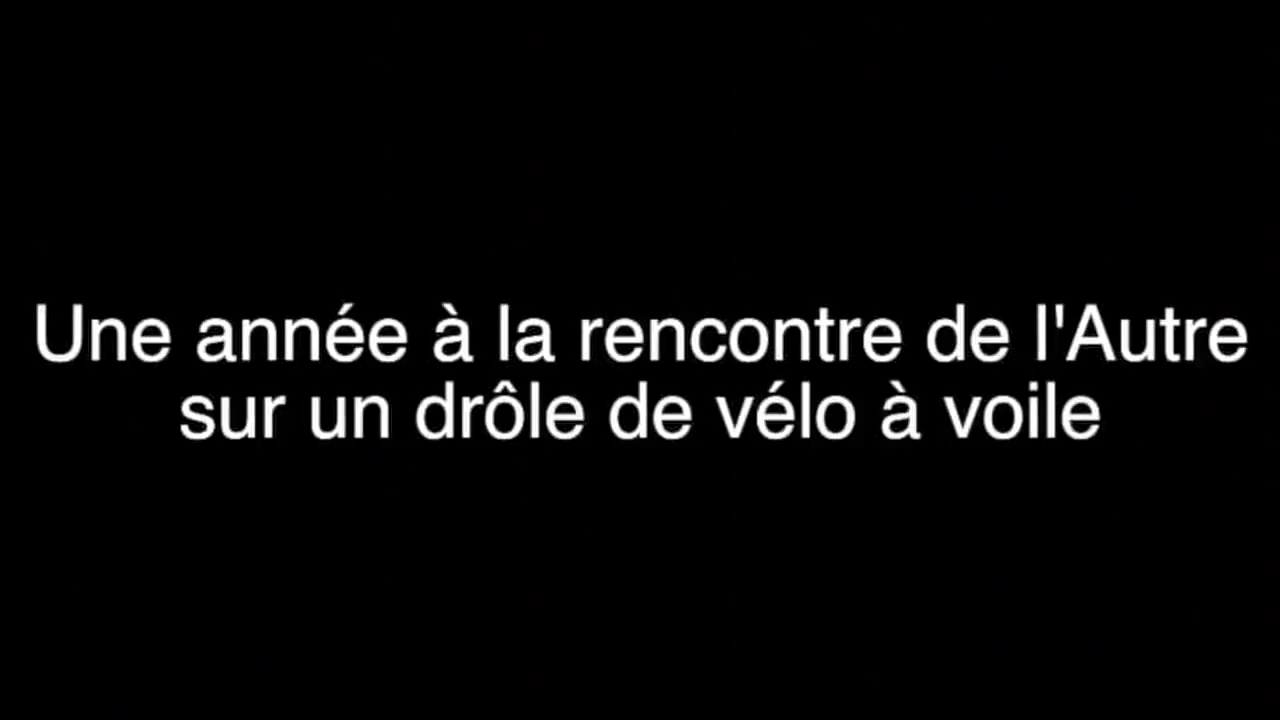 Une année à la rencontre de l'Autre
sur un drôle de vélo à voile